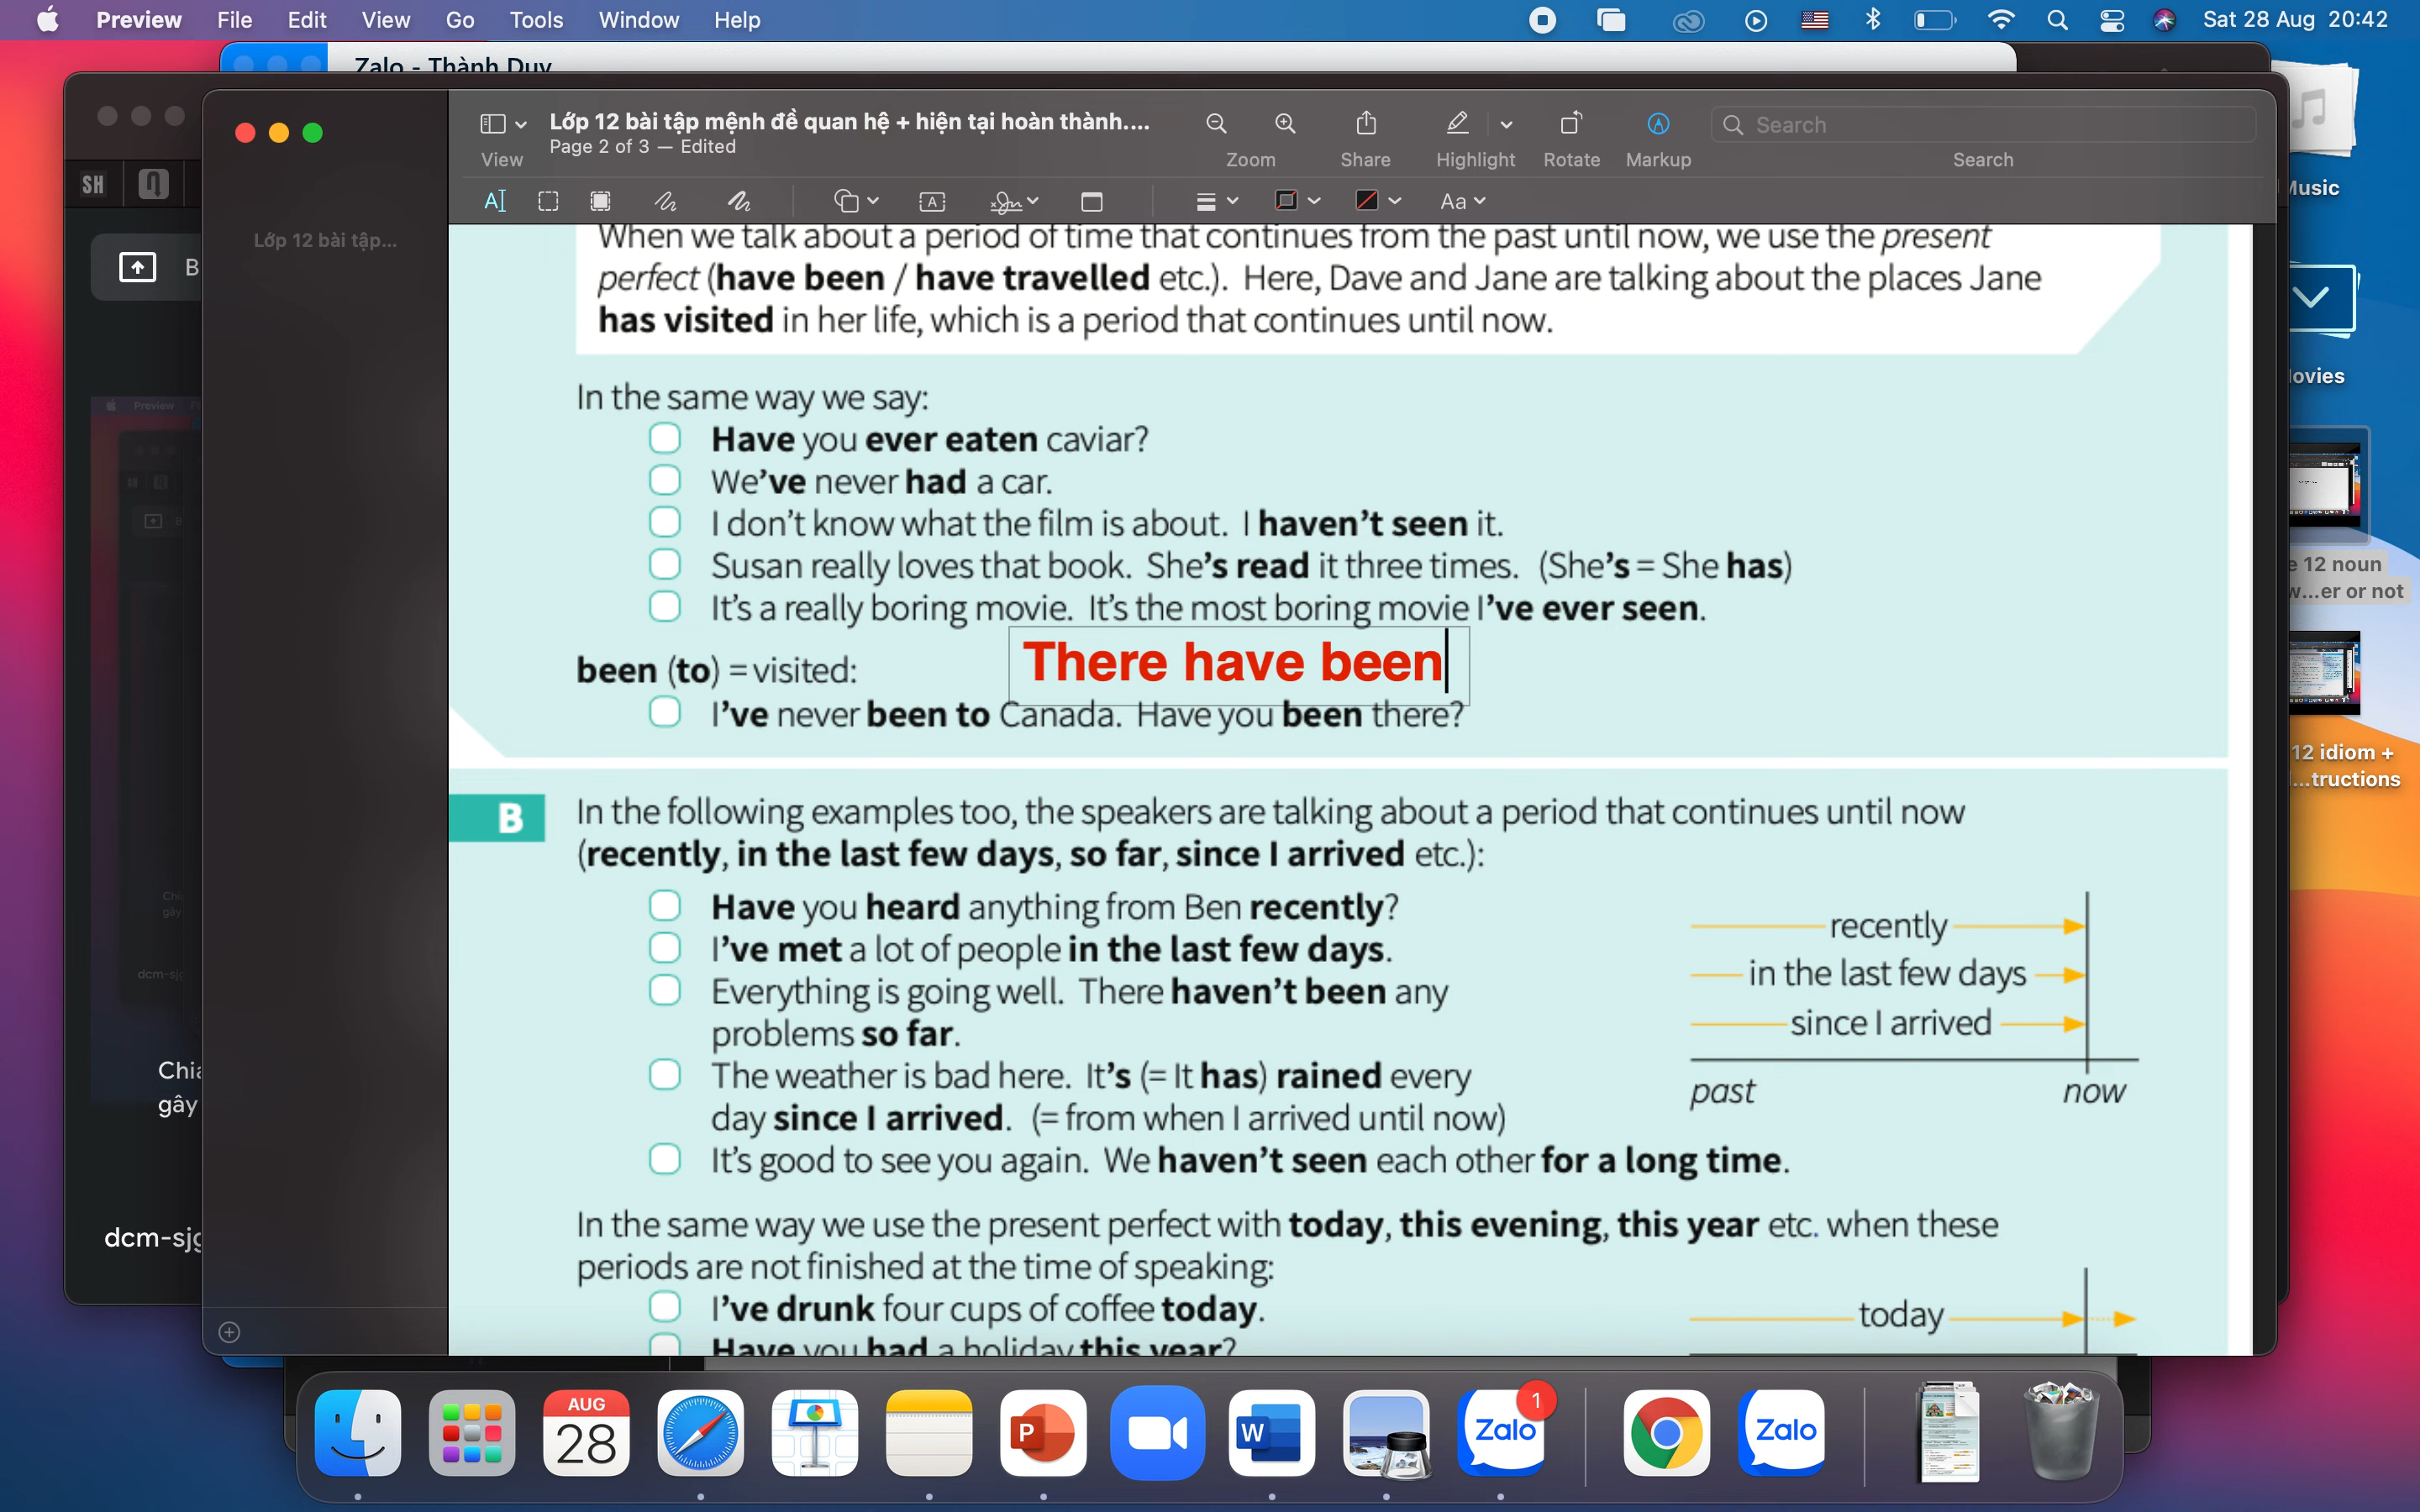 Preview File Edit View Go Tools Window Help
Sat 28 Aug 20:42
Zalo - Thành Duy
Lớp 12 bài tập mệnh đề quan hệ + hiện tại hoàn thành....
Page 2 of 3 — Edited
View
Zoom Share Highlight Rotate Markup Search
Search
Aa
SH
Lớp 12 bài tập...
B
When we talk about a period of time that continues from the past until now, we use the present
perfect (have been / have travelled etc.). Here, Dave and Jane are talking about the places Jane
has visited in her life, which is a period that continues until now.
In the same way we say:
Have you ever eaten caviar?
We've never had a car.
I don't know what the film is about. I haven't seen it.
Susan really loves that book. She's read it three times. (She's = She has)
It's a really boring movie. It's the most boring movie I've ever seen.
There have been
been (to) = visited:
I've never been to Canada. Have you been there?
B
In the following examples too, the speakers are talking about a period that continues until now
(recently, in the last few days, so far, since I arrived etc.):
Have you heard anything from Ben recently?
I've met a lot of people in the last few days.
Everything is going well. There haven't been any
problems so far.
The weather is bad here. It's (= It has) rained every
day since I arrived. (= from when I arrived until now)
It's good to see you again. We haven't seen each other for a long time.
recently
in the last few days
since I arrived
past now
In the same way we use the present perfect with today, this evening, this year etc. when these
periods are not finished at the time of speaking:
I've drunk four cups of coffee today.
Have you had a holiday this year?
today
Music
ovies
e 12 noun
w...er or not
12 idiom +
...tructions
Preview
Chia
gây
dcm-sjg
AUG
28
P
W
Zalo
1
Zalo